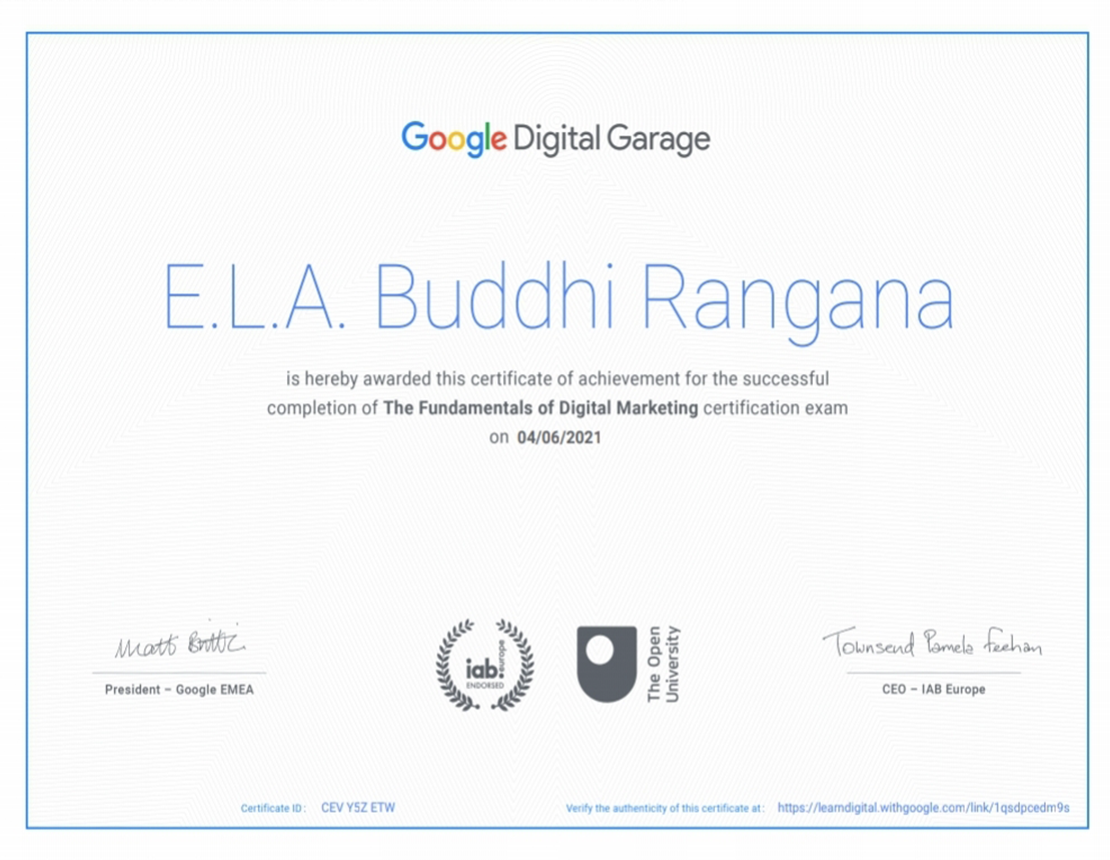 Google Digital Garage
E.L.A. Buddhi Rangana
is hereby awarded this certificate of achievement for the successful
completion of The Fundamentals of Digital Marketing certification exam
on 04/06/2021
Matt Brittin
Townsend Pamela Feehan
President – Google EMEA
CEO – IAB Europe
iab: europe
ENDORSED
The Open
University
Certificate ID: CEV Y5Z ETW
Verify the authenticity of this certificate at: https://learndigital.withgoogle.com/link/1qsdpcedm9s